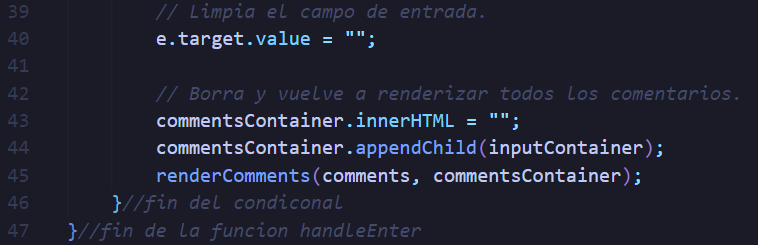 39 // Limpia el campo de entrada.
40 e.target.value = "";
41
42 // Borra y vuelve a renderizar todos los comentarios.
43 commentsContainer.innerHTML = "";
44 commentsContainer.appendChild(inputContainer);
45 renderComments(comments, commentsContainer);
46 }//fin del condiconal
47 }//fin de la funcion handleEnter